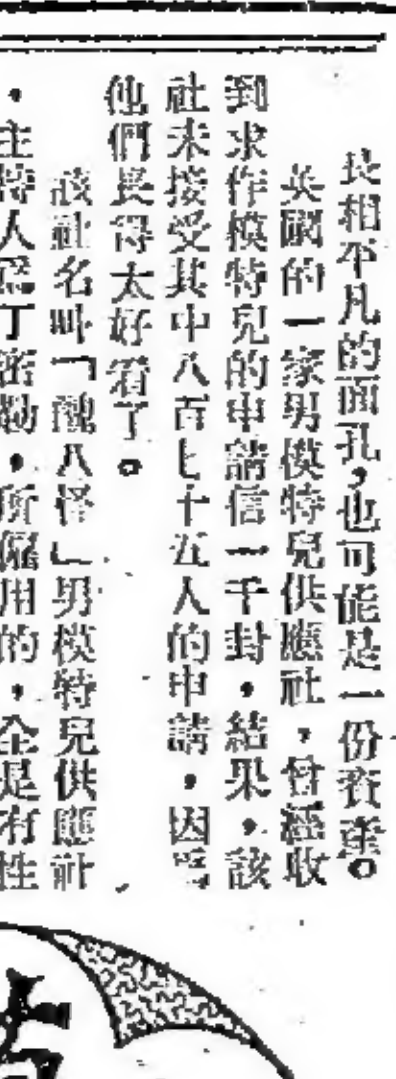 長相平凡的面孔,也可能是一份資產。
英國的一家男模特兒供應社,曾經收
到求作模特兒的申請信一千封,結果,該
社未接受其中八百七十五人的申請,因爲
他們長得太好看了。
該社名叫「醜八怪」男模特兒供應社
,主持人爲丁密勒,所僱用的,全是有性